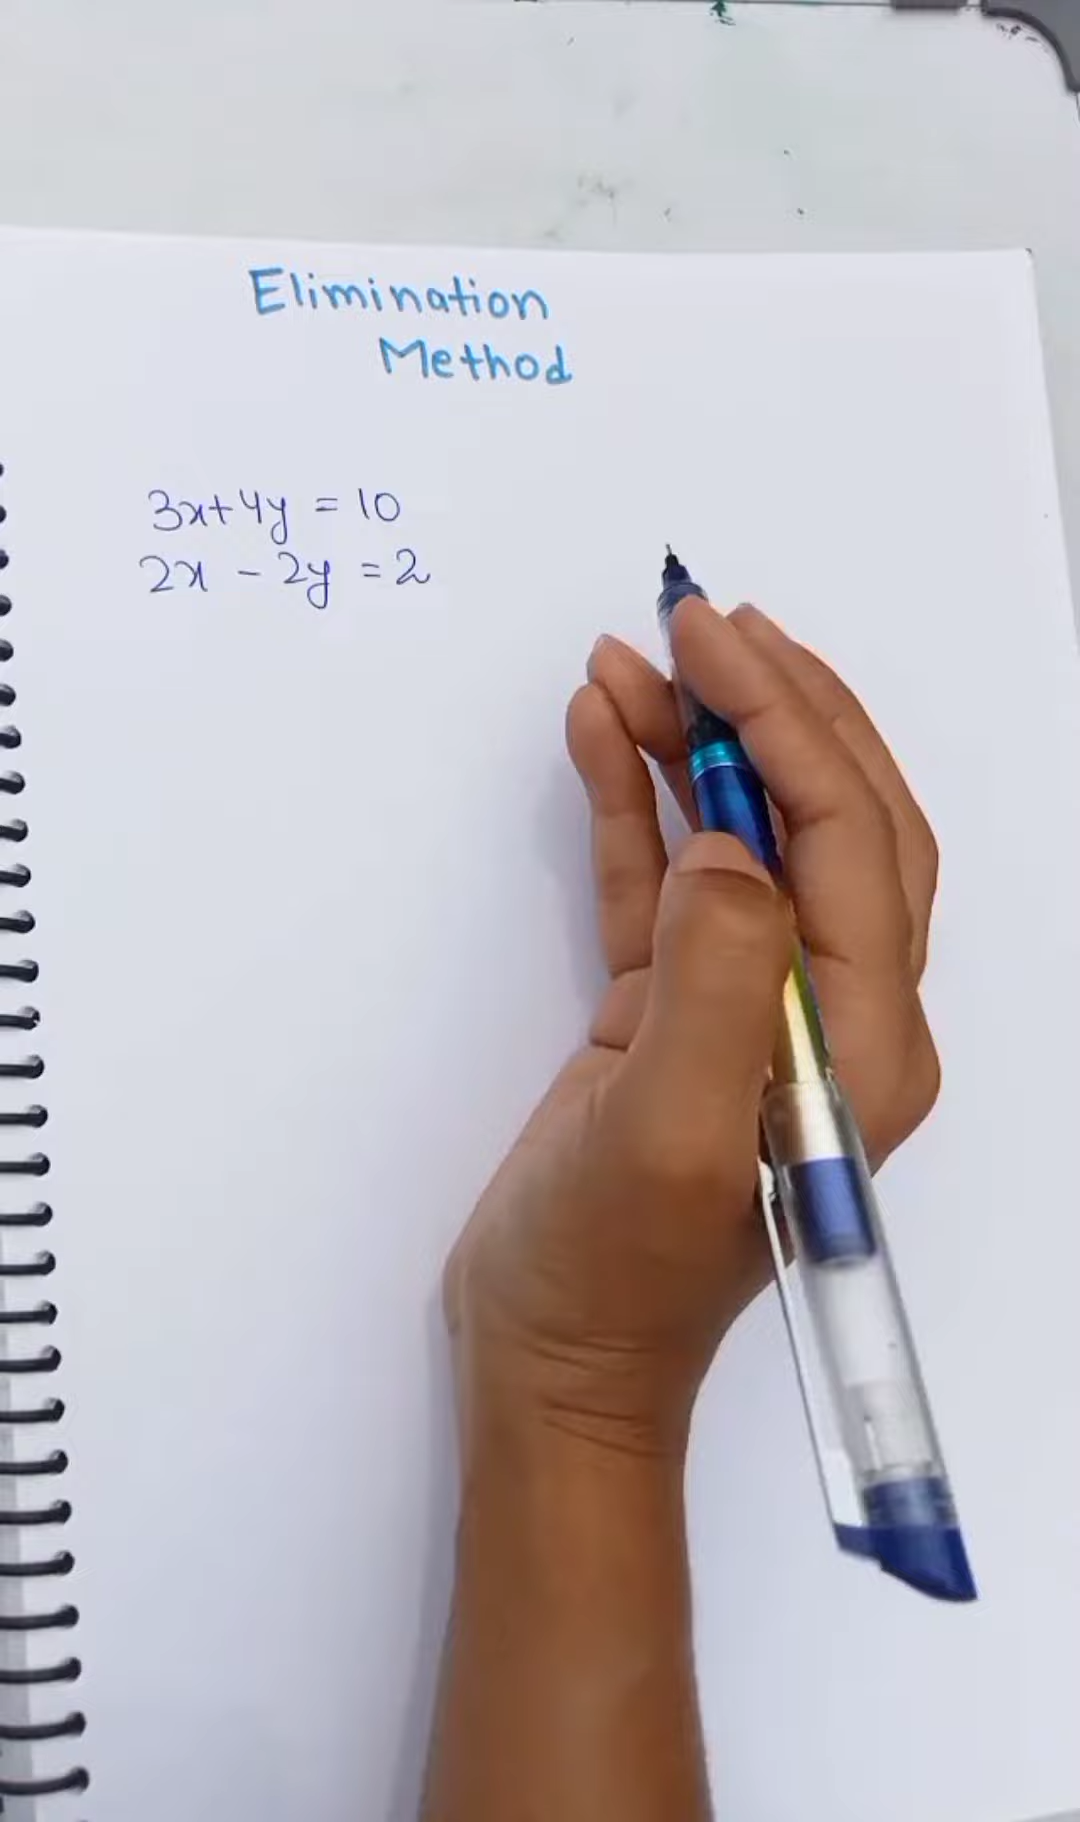 Elimination
Method
3x+4y = 10
2x - 2y = 2